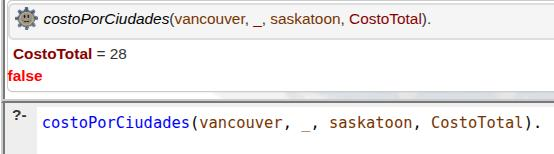 costoPorCiudades(vancouver, _, saskatoon, CostoTotal).
CostoTotal = 28
false
?- costoPorCiudades(vancouver, _, saskatoon, CostoTotal).